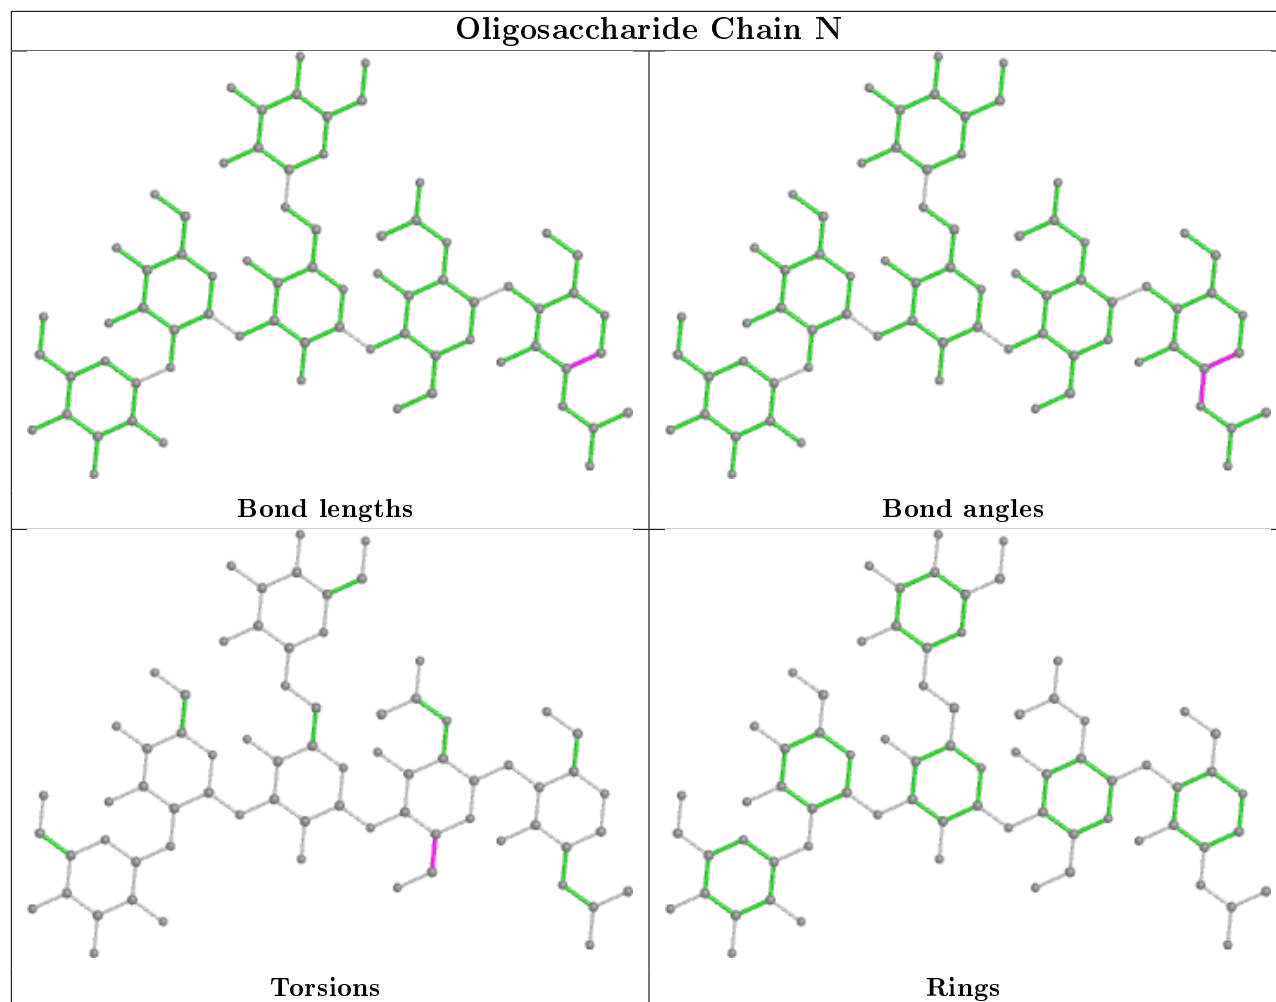 Oligosaccharide Chain N
Bond lengths
Bond angles
Torsions
Rings